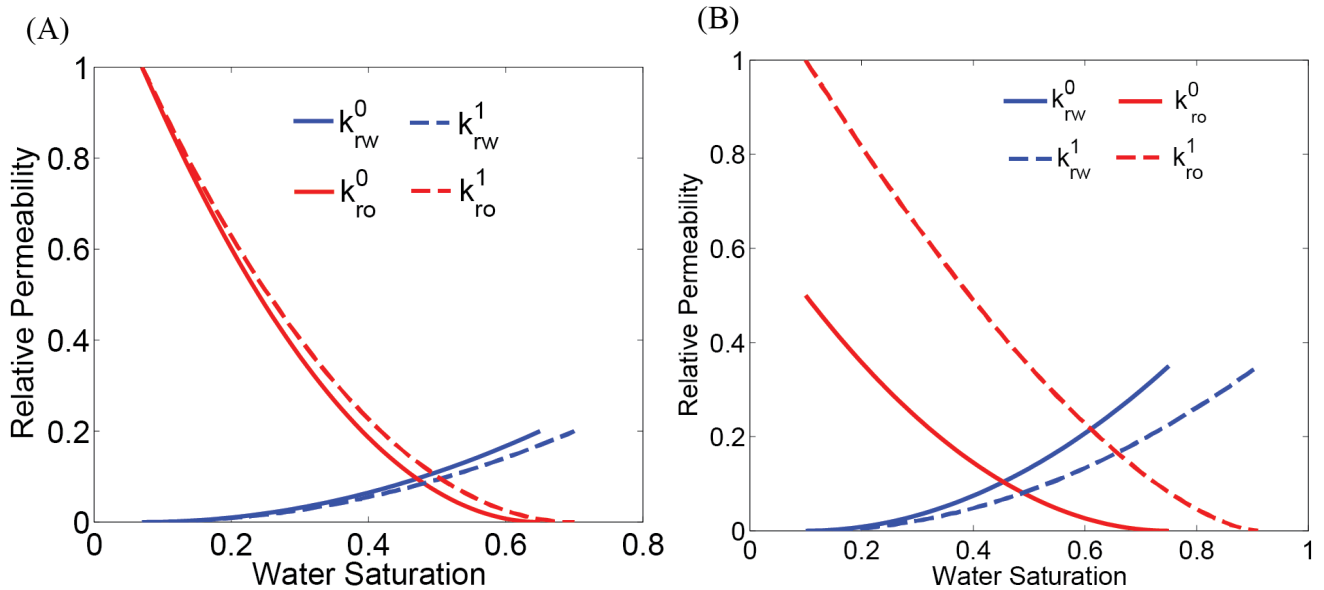 (A)
1
0.8
0.6
0.4
0.2
0
0 0.2 0.4 0.6 0.8
Relative Permeability
Water Saturation
k⁰rw k¹rw
k⁰ro k¹ro
(B)
1
0.8
0.6
0.4
0.2
0
0 0.2 0.4 0.6 0.8 1
Relative Permeability
Water Saturation
k⁰rw k⁰ro
k¹rw k¹ro